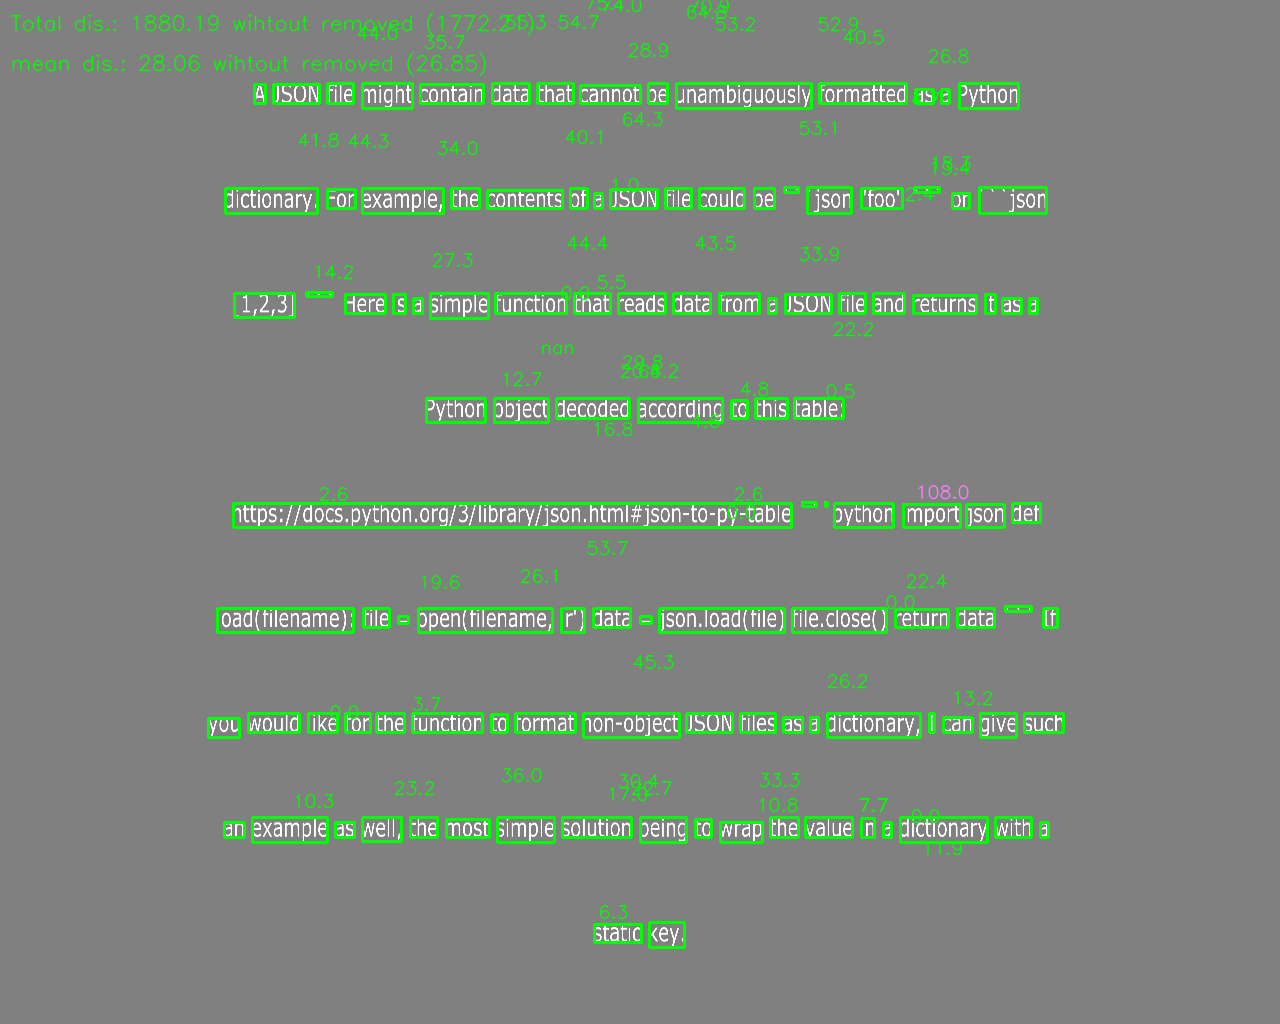 Total dis.: 1880.19 wihtout removed (1772.21)
mean dis.: 28.06 wihtout removed (26.85)
A JSON file might contain data that cannot be unambiguously formatted as a Python
dictionary. For example, the contents of a JSON file could be ```json 'foo' ``` or ```json
[1,2,3] ``` Here is a simple function that reads data from a JSON file and returns it as a
Python object decoded according to this table:
https://docs.python.org/3/library/json.html#json-to-py-table ```python import json def
load(filename): file = open(filename, 'r') data = json.load(file) file.close() return data ``` If
you would like for the function to format non-object JSON files as a dictionary, I can give such
an example as well, the most simple solution being to wrap the value in a dictionary with a
static key.